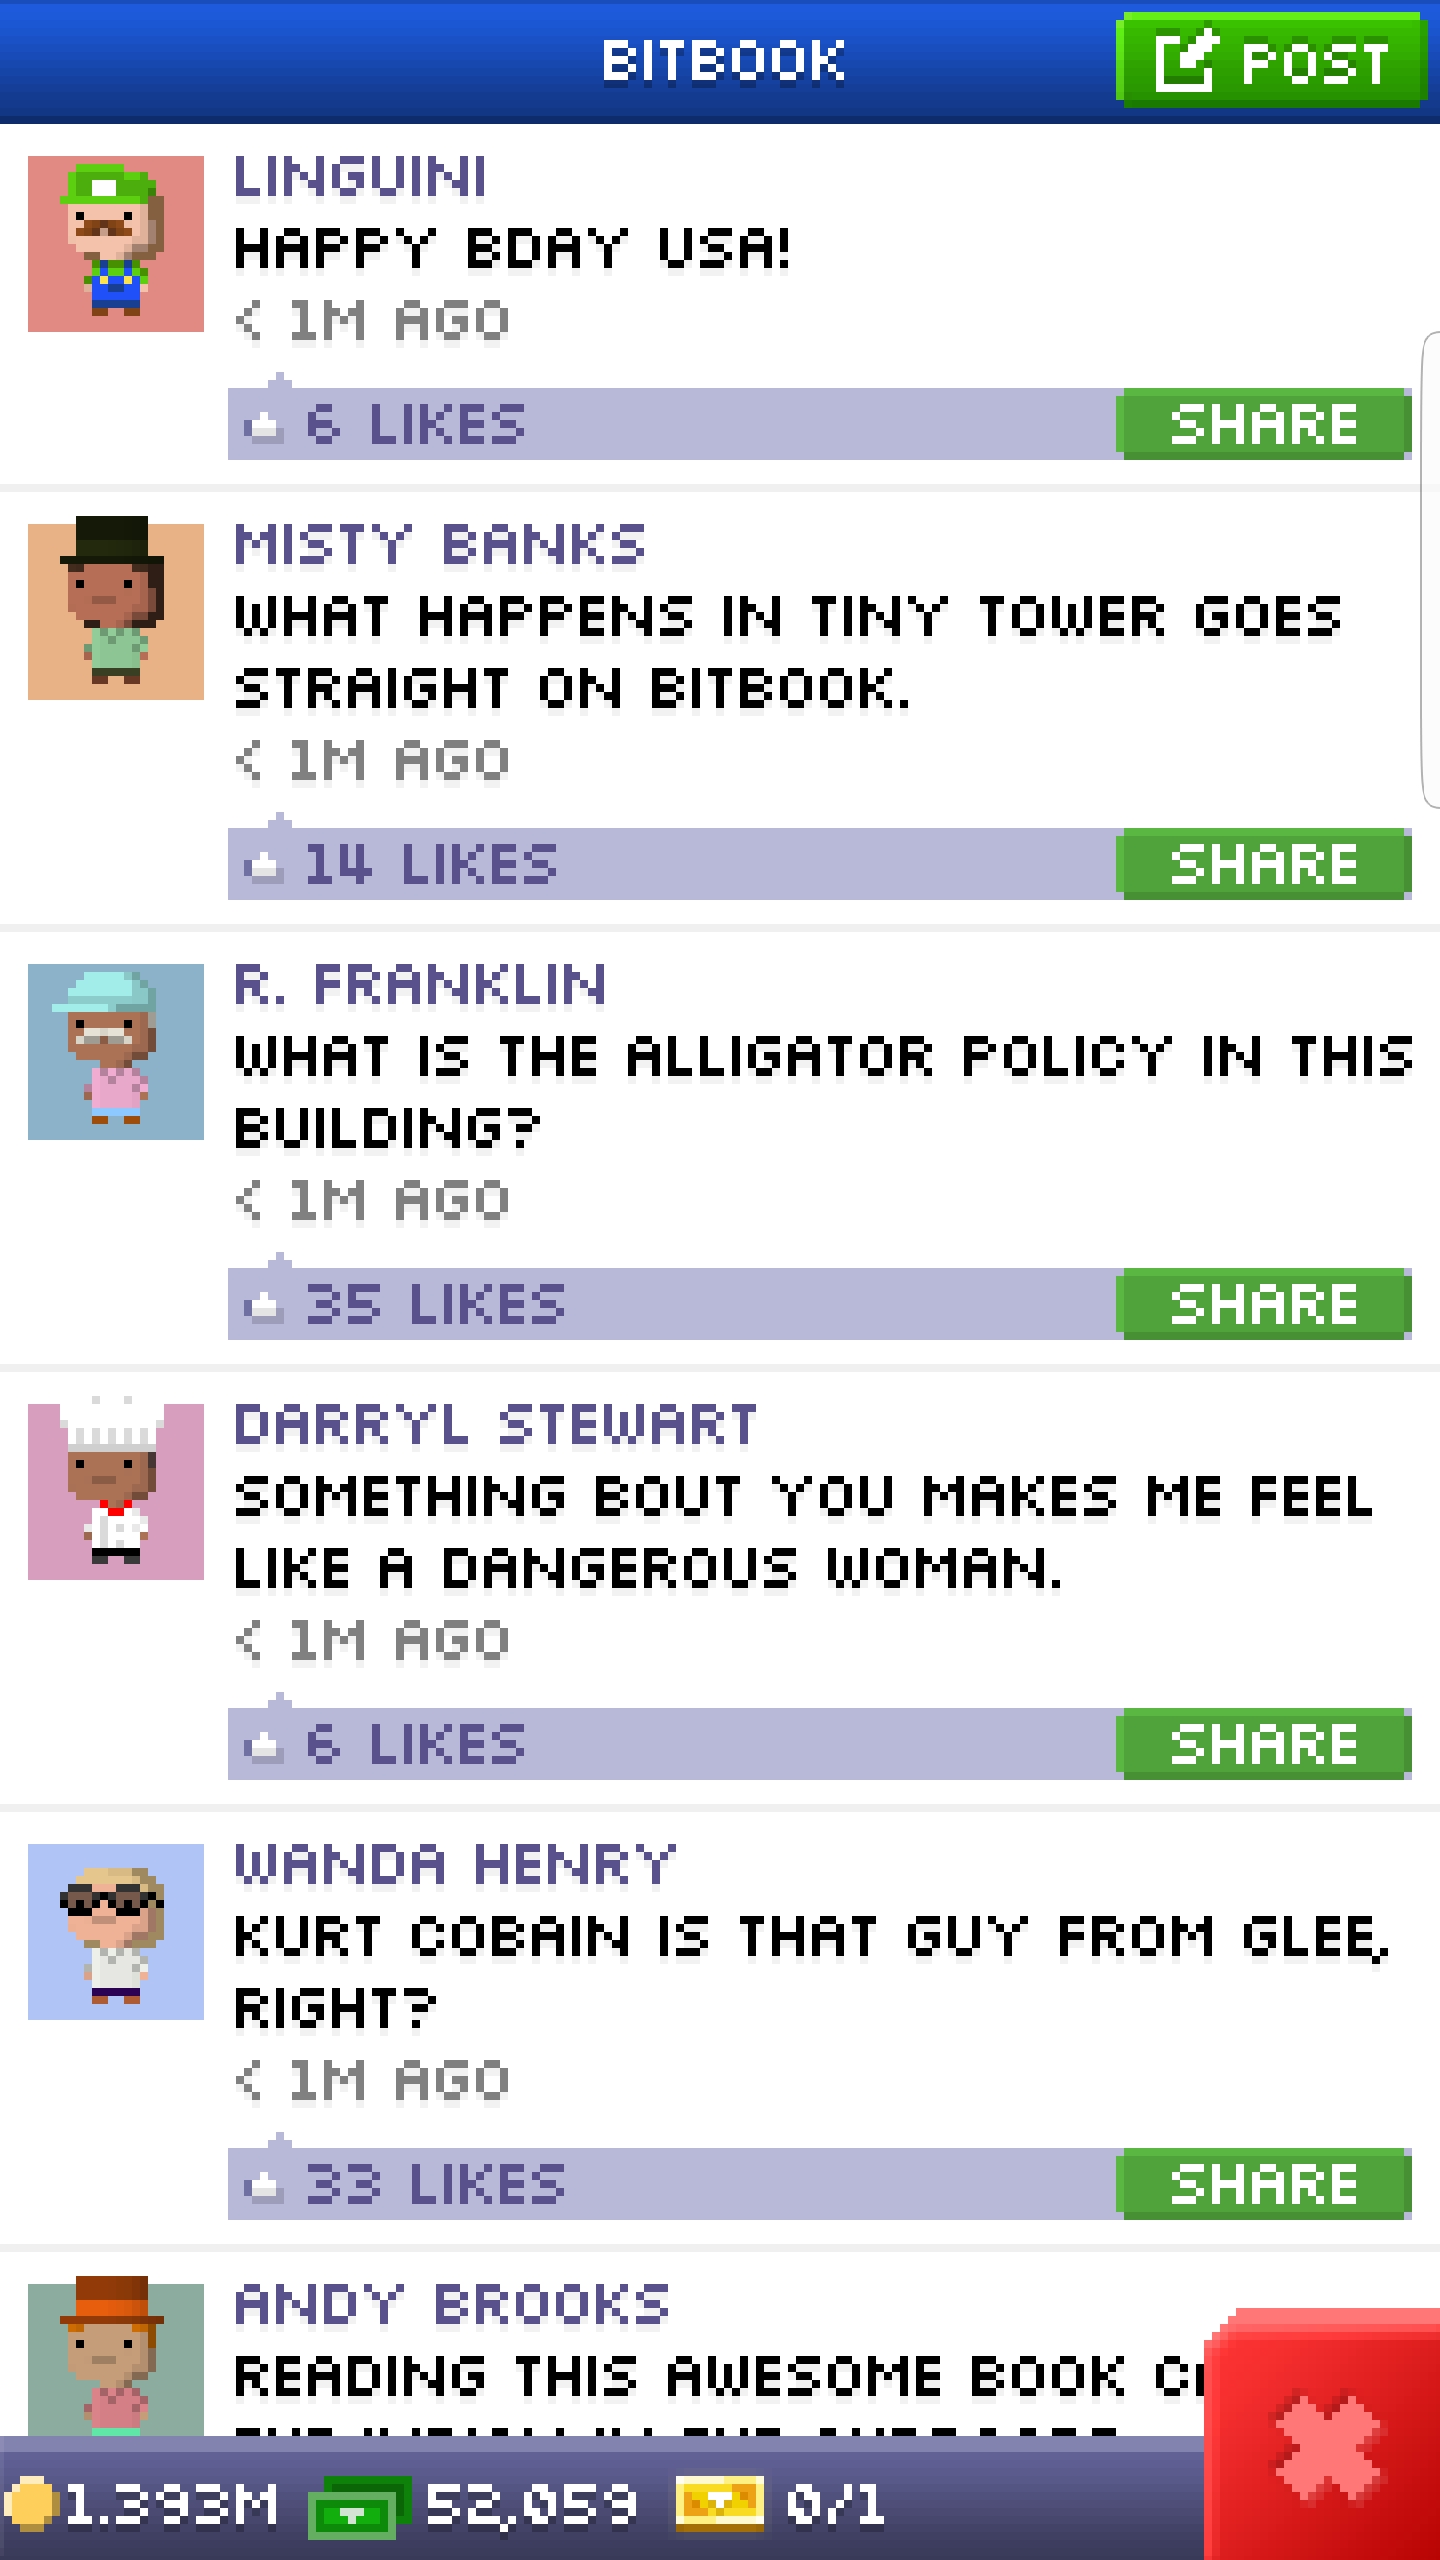 BITBOOK
POST
LINGUINI
HAPPY BDAY USA!
< 1M AGO
6 LIKES
SHARE
MISTY BANKS
WHAT HAPPENS IN TINY TOWER GOES
STRAIGHT ON BITBOOK.
< 1M AGO
14 LIKES
SHARE
R. FRANKLIN
WHAT IS THE ALLIGATOR POLICY IN THIS
BUILDING?
< 1M AGO
35 LIKES
SHARE
DARRYL STEWART
SOMETHING BOUT YOU MAKES ME FEEL
LIKE A DANGEROUS WOMAN.
< 1M AGO
6 LIKES
SHARE
WANDA HENRY
KURT COBAIN IS THAT GUY FROM GLEE,
RIGHT?
< 1M AGO
33 LIKES
SHARE
ANDY BROOKS
READING THIS AWESOME BOOK
1.393M 52,059 0/1